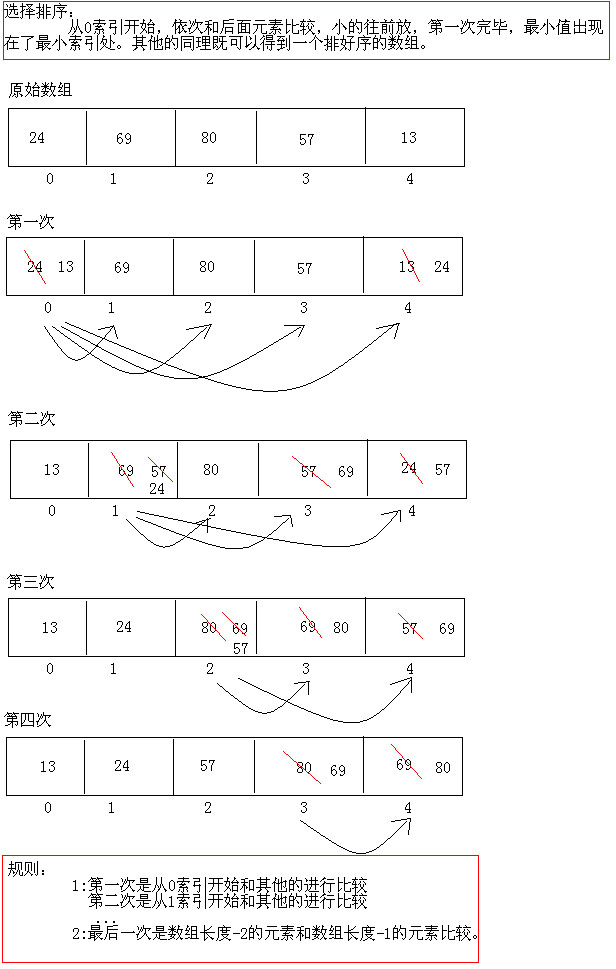 选择排序:
从0索引开始，依次和后面元素比较，小的往前放，第一次完毕，最小值出现
在了最小索引处。其他的同理既可以得到一个排好序的数组。
原始数组
24 69 80 57 13
0 1 2 3 4
第一次
24 13 69 80 57 13 24
0 1 2 3 4
第二次
13 69 57 80 57 69 24 57
24
0 1 2 3 4
第三次
13 24 80 69 69 80 57 69
57
0 1 2 3 4
第四次
13 24 57 80 69 69 80
0 1 2 3 4
规则:
1:第一次是从0索引开始和其他的进行比较
第二次是从1索引开始和其他的进行比较
...
2:最后一次是数组长度-2的元素和数组长度-1的元素比较。